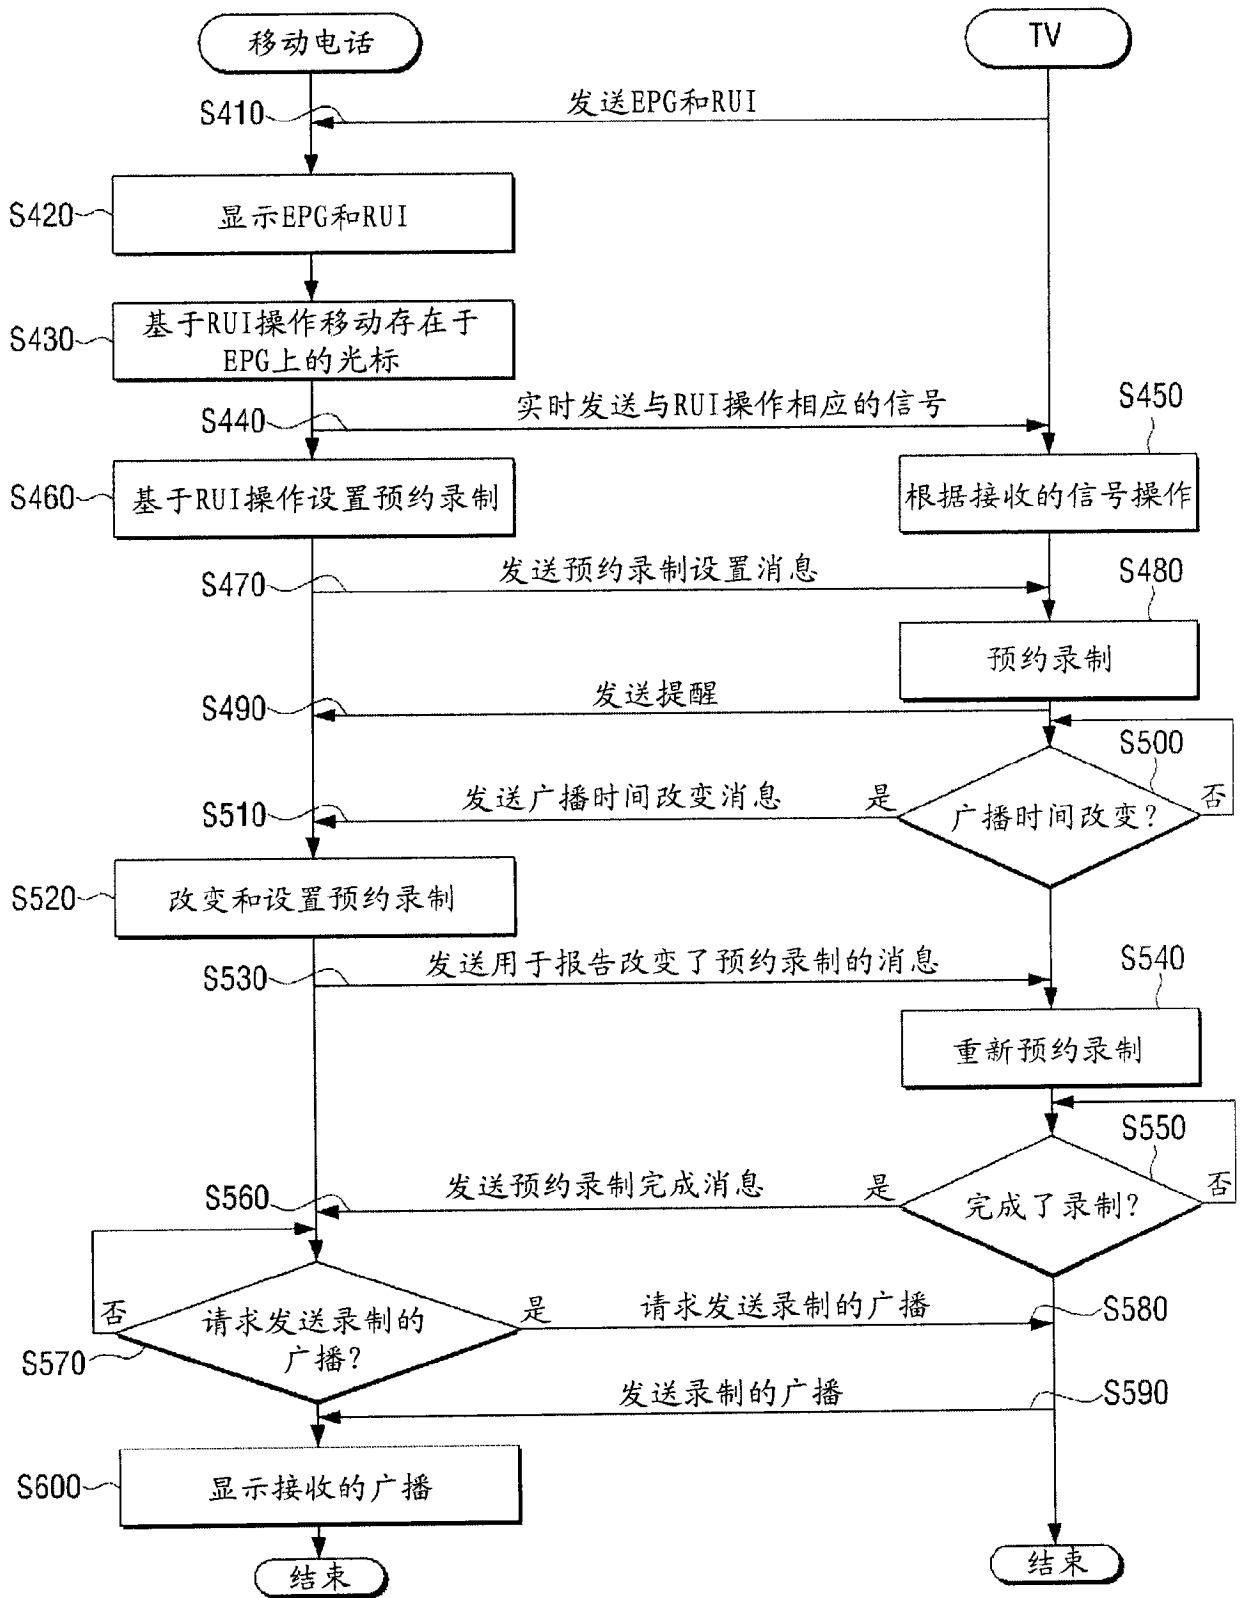 移动电话
TV
S410
发送EPG和RUI
S420
显示EPG和RUI
S430
基于RUI操作移动存在于
EPG上的光标
S440
实时发送与RUI操作相应的信号
S450
S460
基于RUI操作设置预约录制
根据接收的信号操作
S470
发送预约录制设置消息
S480
预约录制
S490
发送提醒
S500
S510
发送广播时间改变消息
是
广播时间改变?
否
S520
改变和设置预约录制
S530
发送用于报告改变了预约录制的消息
S540
重新预约录制
S550
S560
发送预约录制完成消息
是
完成了录制?
否
否
请求发送录制的
广播?
是
请求发送录制的广播
S580
S570
发送录制的广播
S590
S600
显示接收的广播
结束
结束